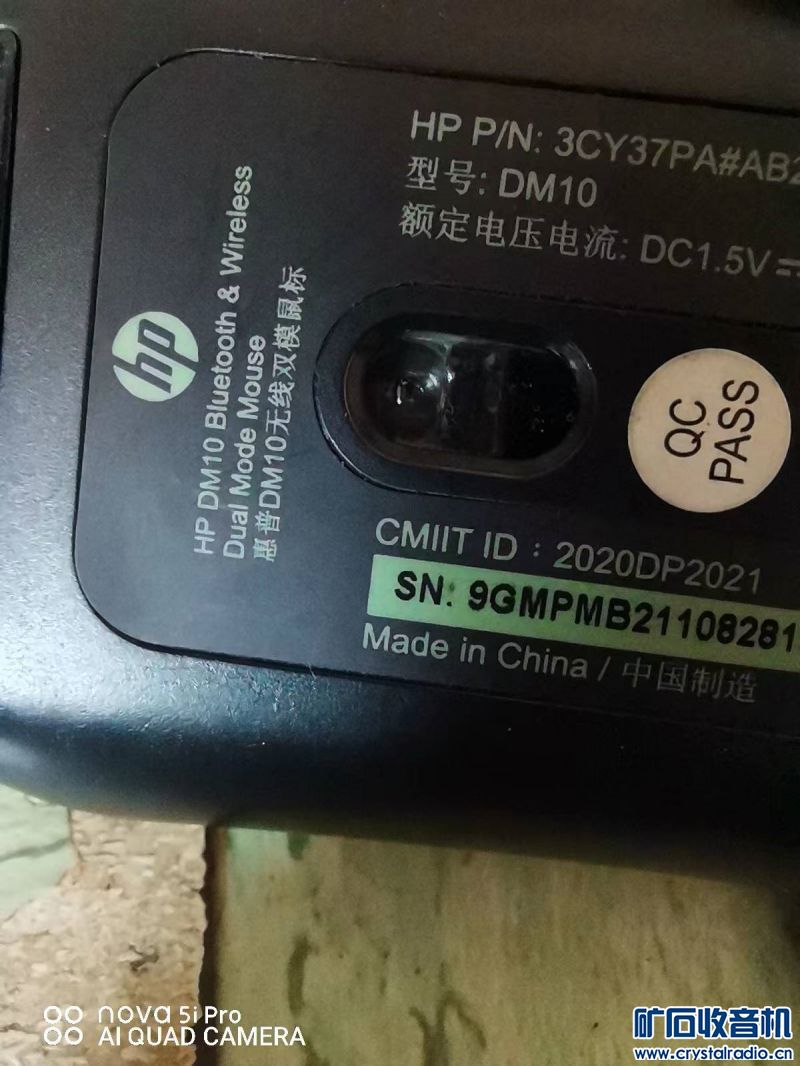 HP P/N: 3CY37PA#AB2
型号: DM10
额定电压电流: DC1.5V
hp
HP DM10 Bluetooth & Wireless
Dual Mode Mouse
惠普DM10无线双模鼠标
QC
PASS
CMIIT ID : 2020DP2021
SN: 9GMPMB21108281
Made in China / 中国制造
nova 5i Pro
AI QUAD CAMERA
矿石收音机
www.crystalradio.cn